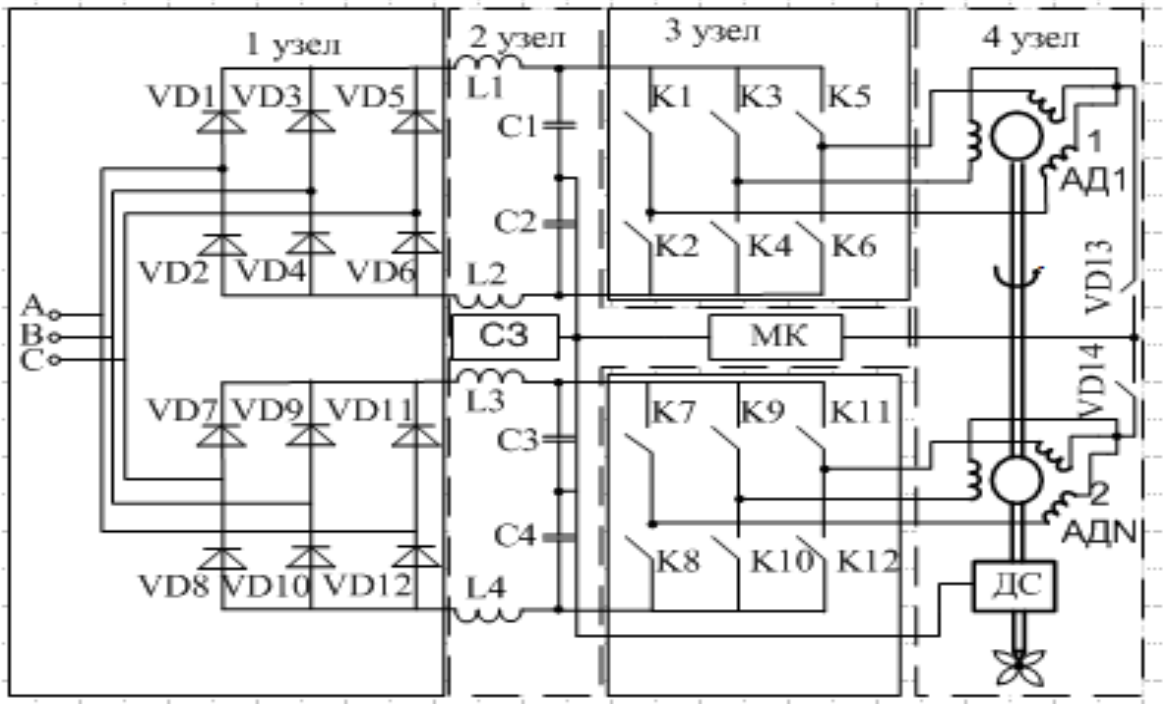 1 узел
2 узел
3 узел
4 узел
VD1 VD3 VD5
L1
C1
K1 K3 K5
1
АД1
C2
K2 K4 K6
VD2 VD4 VD6
L2
VD13
A
B
C
СЗ
МК
VD14
VD7 VD9 VD11
L3
C3
K7 K9 K11
2
АДN
C4
K8 K10 K12
VD8 VD10 VD12
L4
ДС